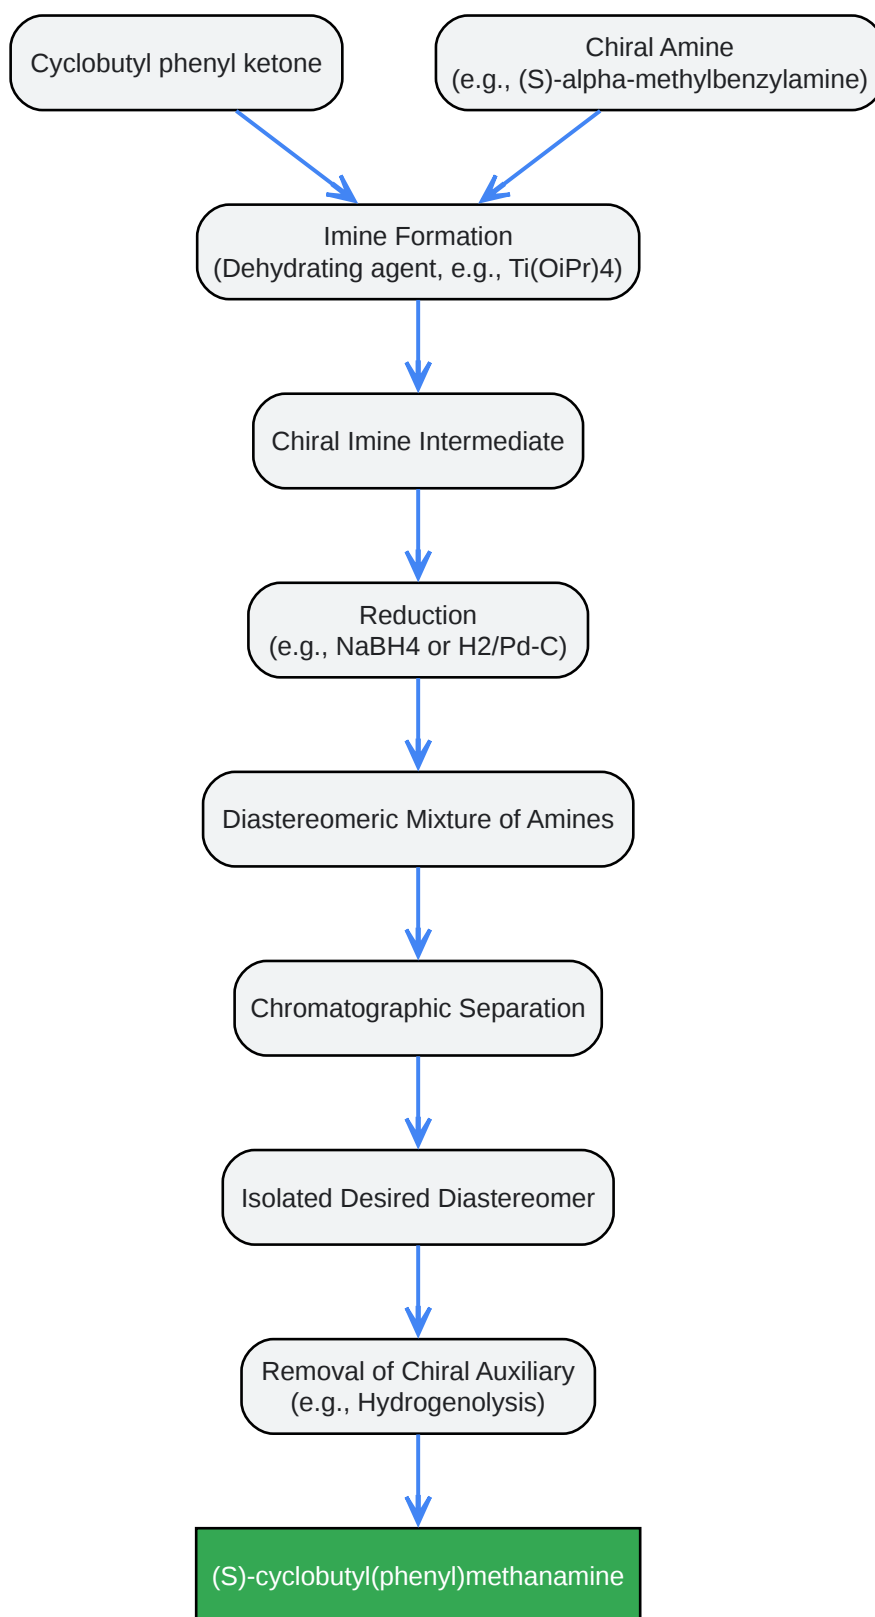 Cyclobutyl phenyl ketone
Chiral Amine
(e.g., (S)-alpha-methylbenzylamine)
Imine Formation
(Dehydrating agent, e.g., Ti(OiPr)4)
Chiral Imine Intermediate
Reduction
(e.g., NaBH4 or H2/Pd-C)
Diastereomeric Mixture of Amines
Chromatographic Separation
Isolated Desired Diastereomer
Removal of Chiral Auxiliary
(e.g., Hydrogenolysis)
(S)-cyclobutyl(phenyl)methanamine